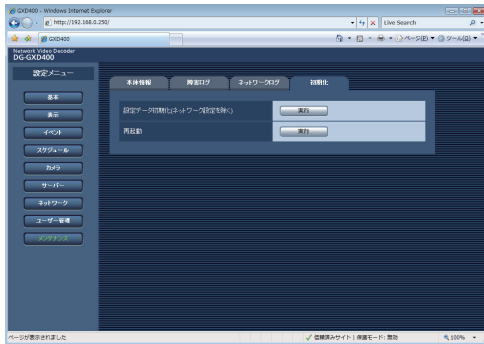 GXD400 - Windows Internet Explorer
http://192.168.0.250/
Live Search
GXD400
ページ(P)
ツール(O)
Network Video Decoder
DG-GXD400
設定メニュー
本体情報
障害ログ
ネットワークログ
初期化
基本
設定データ初期化(ネットワーク設定を除く)
実行
表示
再起動
実行
イベント
スケジュール
カメラ
サーバー
ネットワーク
ユーザー管理
メンテナンス
ページが表示されました
信頼済みサイト | 保護モード: 無効
100%